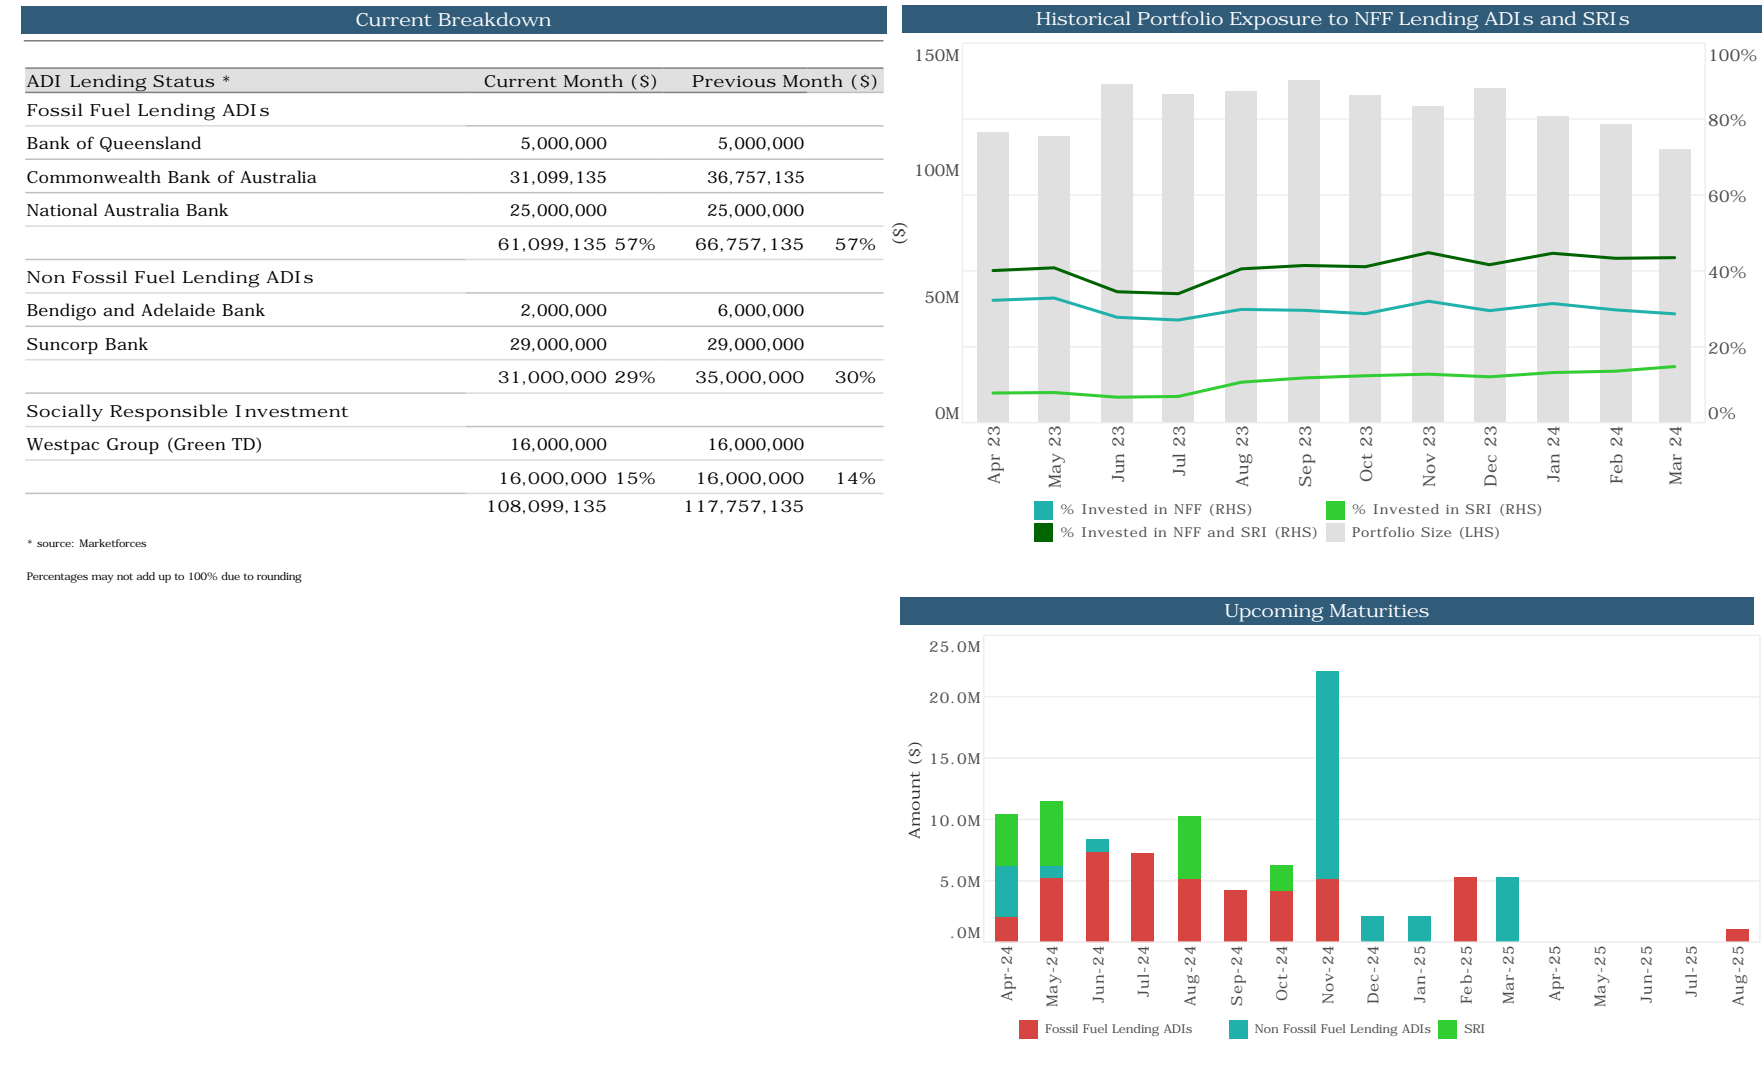 Current Breakdown
ADI Lending Status * Current Month ($) Previous Month ($)
Fossil Fuel Lending ADIs
Bank of Queensland 5,000,000 5,000,000
Commonwealth Bank of Australia 31,099,135 36,757,135
National Australia Bank 25,000,000 25,000,000
61,099,135 57% 66,757,135 57%
Non Fossil Fuel Lending ADIs
Bendigo and Adelaide Bank 2,000,000 6,000,000
Suncorp Bank 29,000,000 29,000,000
31,000,000 29% 35,000,000 30%
Socially Responsible Investment
Westpac Group (Green TD) 16,000,000 16,000,000
16,000,000 15% 16,000,000 14%
108,099,135 117,757,135
* source: Marketforces
Percentages may not add up to 100% due to rounding
Historical Portfolio Exposure to NFF Lending ADIs and SRIs
150M 100%
80%
100M
60%
($)
40%
50M
20%
0M 0%
Apr 23 May 23 Jun 23 Jul 23 Aug 23 Sep 23 Oct 23 Nov 23 Dec 23 Jan 24 Feb 24 Mar 24
% Invested in NFF (RHS) % Invested in SRI (RHS)
% Invested in NFF and SRI (RHS) Portfolio Size (LHS)
Upcoming Maturities
25.0M
20.0M
15.0M
Amount ($)
10.0M
5.0M
.0M
Apr-24 May-24 Jun-24 Jul-24 Aug-24 Sep-24 Oct-24 Nov-24 Dec-24 Jan-25 Feb-25 Mar-25 Apr-25 May-25 Jun-25 Jul-25 Aug-25
Fossil Fuel Lending ADIs Non Fossil Fuel Lending ADIs SRI